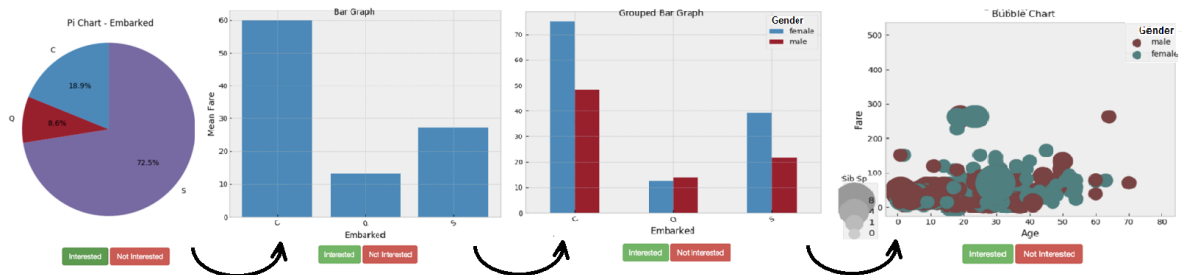 Pi Chart - Embarked
C
18.9%
Q
8.6%
72.5%
S
Interested
Not Interested
Bar Graph
Mean Fare
60
50
40
30
20
10
0
C
Q
S
Embarked
Interested
Not Interested
Grouped Bar Graph
Gender
female
male
70
60
50
40
30
20
10
0
C
Q
S
Embarked
Interested
Not Interested
Bubble Chart
Gender
male
female
Fare
500
400
300
200
100
0
Sib Sp
8
1
0
0
10
20
30
40
50
60
70
80
Age
Interested
Not Interested